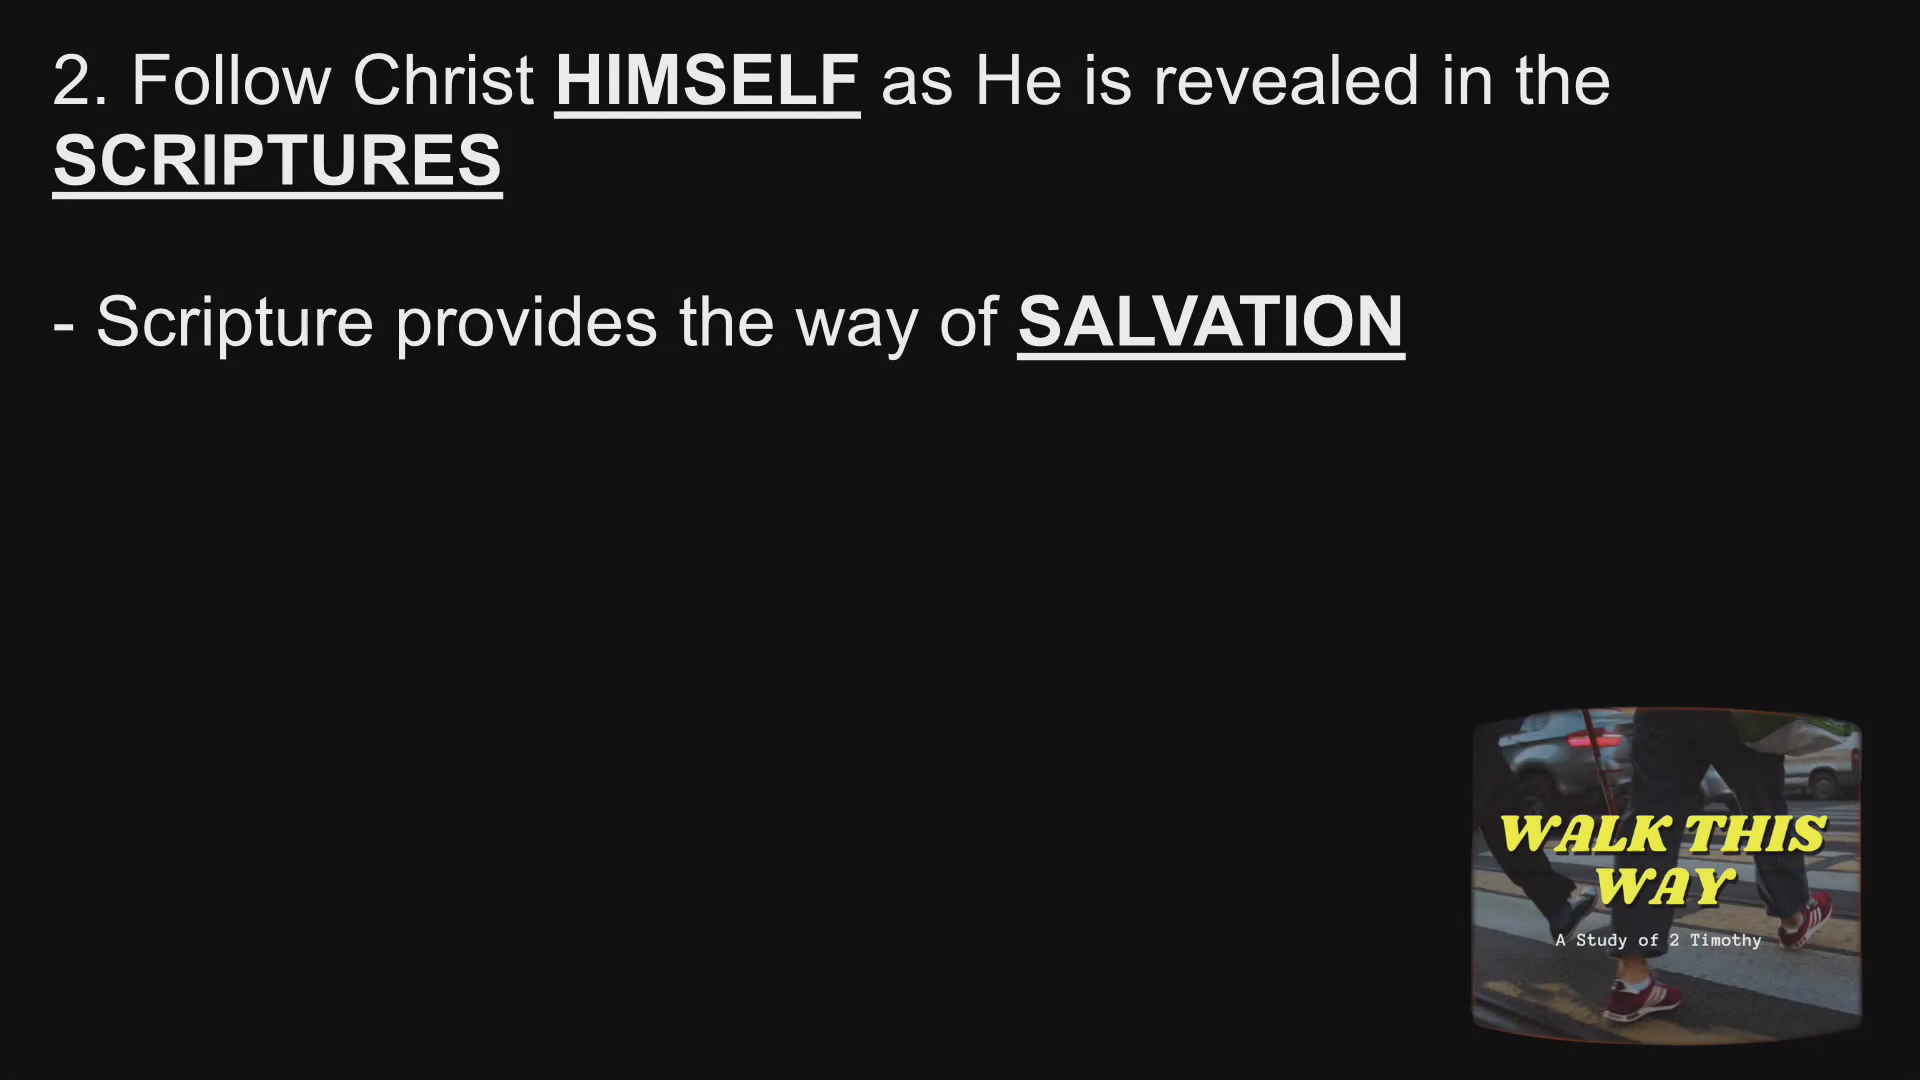 2. Follow Christ HIMSELF as He is revealed in the
SCRIPTURES
- Scripture provides the way of SALVATION
WALK THIS
WAY
A Study of 2 Timothy